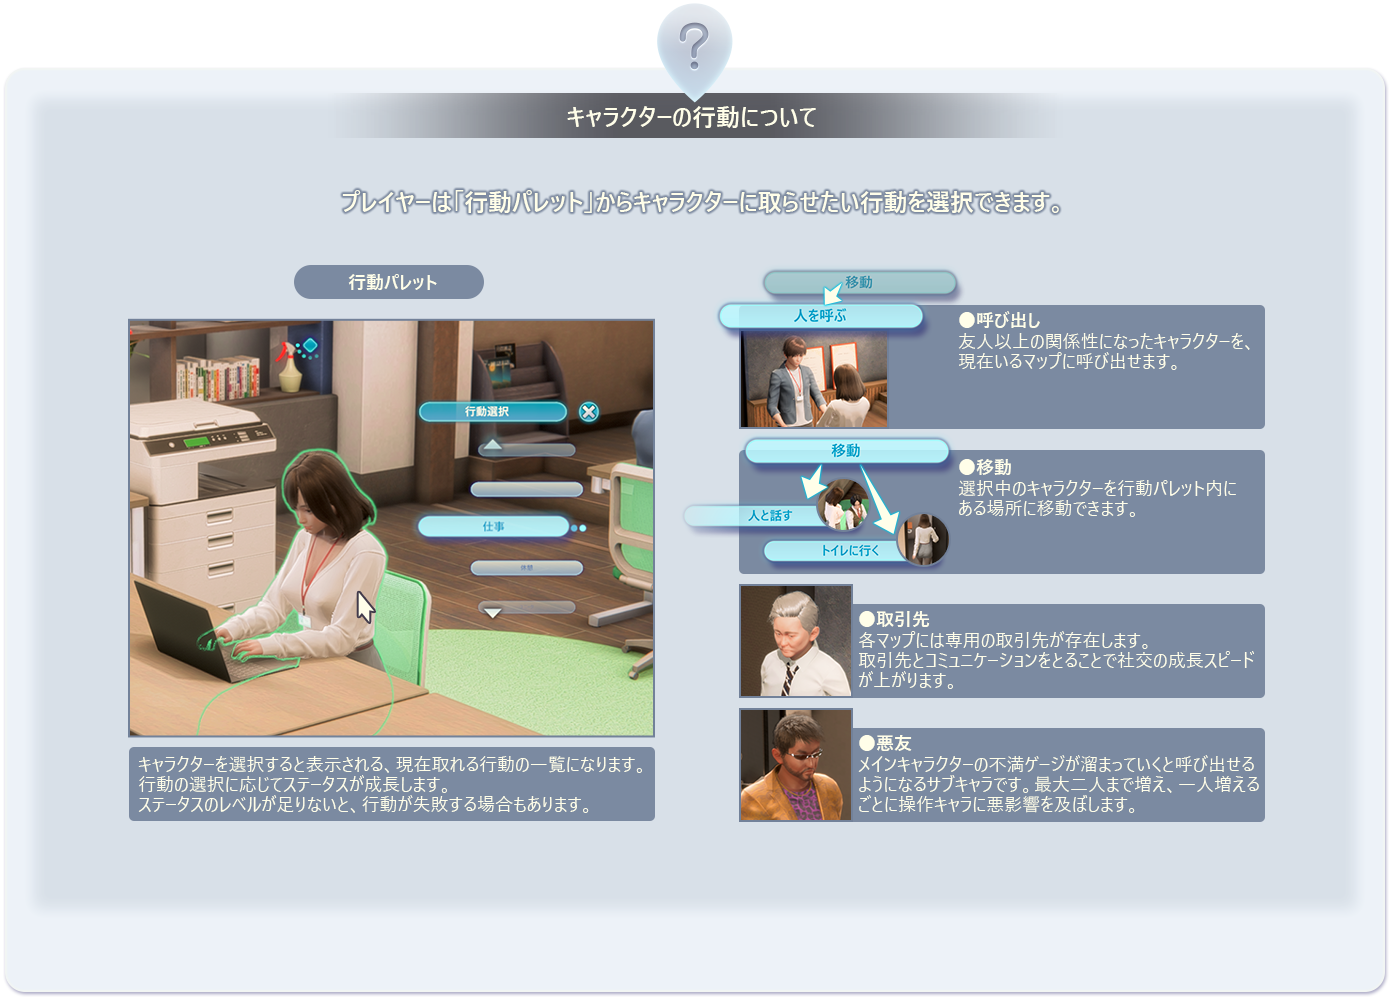 ?
キャラクターの行動について
プレイヤーは「行動パレット」からキャラクターに取らせたい行動を選択できます。
行動パレット
行動選択
仕事
休憩
キャラクターを選択すると表示される、現在取れる行動の一覧になります。
行動の選択に応じてステータスが成長します。
ステータスのレベルが足りないと、行動が失敗する場合もあります。
移動
人を呼ぶ
●呼び出し
友人以上の関係性になったキャラクターを、
現在いるマップに呼び出せます。
移動
人と話す
トイレに行く
●移動
選択中のキャラクターを行動パレット内に
ある場所に移動できます。
●取引先
各マップには専用の取引先が存在します。
取引先とコミュニケーションをとることで社交の成長スピード
が上がります。
●悪友
メインキャラクターの不満ゲージが溜まっていくと呼び出せる
ようになるサブキャラです。最大二人まで増え、一人増える
ごとに操作キャラに悪影響を及ぼします。